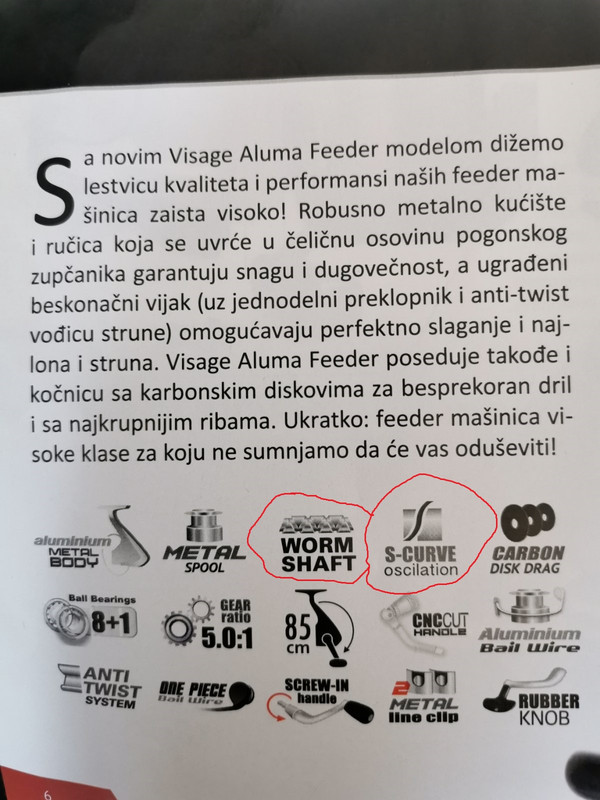 Sa novim Visage Aluma Feeder modelom dižemo
lestvicu kvaliteta i performansi naših feeder ma-
šinica zaista visoko! Robusno metalno kućište
i ručica koja se uvrće u čeličnu osovinu pogonskog
zupčanika garantuju snagu i dugovečnost, a ugrađeni
beskonačni vijak (uz jednodelni preklopnik i anti-twist
vođicu strune) omogućavaju perfektno slaganje i naj-
lona i struna. Visage Aluma Feeder poseduje takođe i
kočnicu sa karbonskim diskovima za besprekoran dril
i sa najkrupnijim ribama. Ukratko: feeder mašinica vi-
soke klase za koju ne sumnjamo da će vas oduševiti!
aluminium
METAL
BODY
METAL
SPOOL
WORM
SHAFT
S-CURVE
oscilation
CARBON
DISK DRAG
Ball Bearings
8+1
GEAR
ratio
5.0:1
85
cm
CNCCUT
HANDLE
Aluminium
Bail Wire
ANTI
TWIST
SYSTEM
ONE PIECE
Bail Wire
SCREW-IN
handle
2
METAL
line clip
RUBBER
KNOB
6